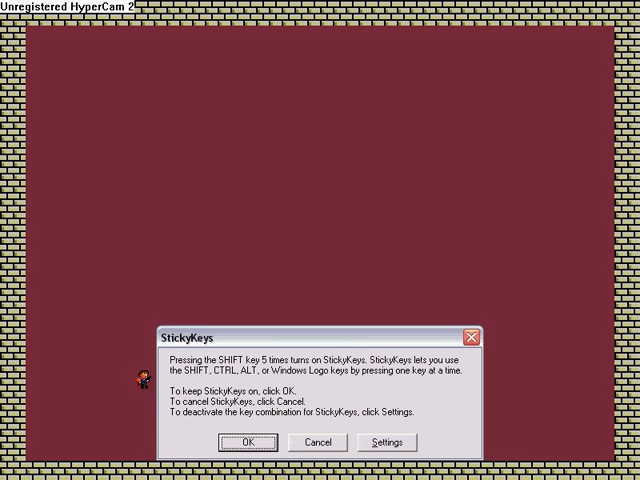 Unregistered HyperCam 2
StickyKeys
Pressing the SHIFT key 5 times turns on StickyKeys. StickyKeys lets you use
the SHIFT, CTRL, ALT, or Windows Logo keys by pressing one key at a time.
To keep StickyKeys on, click OK.
To cancel StickyKeys, click Cancel.
To deactivate the key combination for StickyKeys, click Settings.
OK Cancel Settings